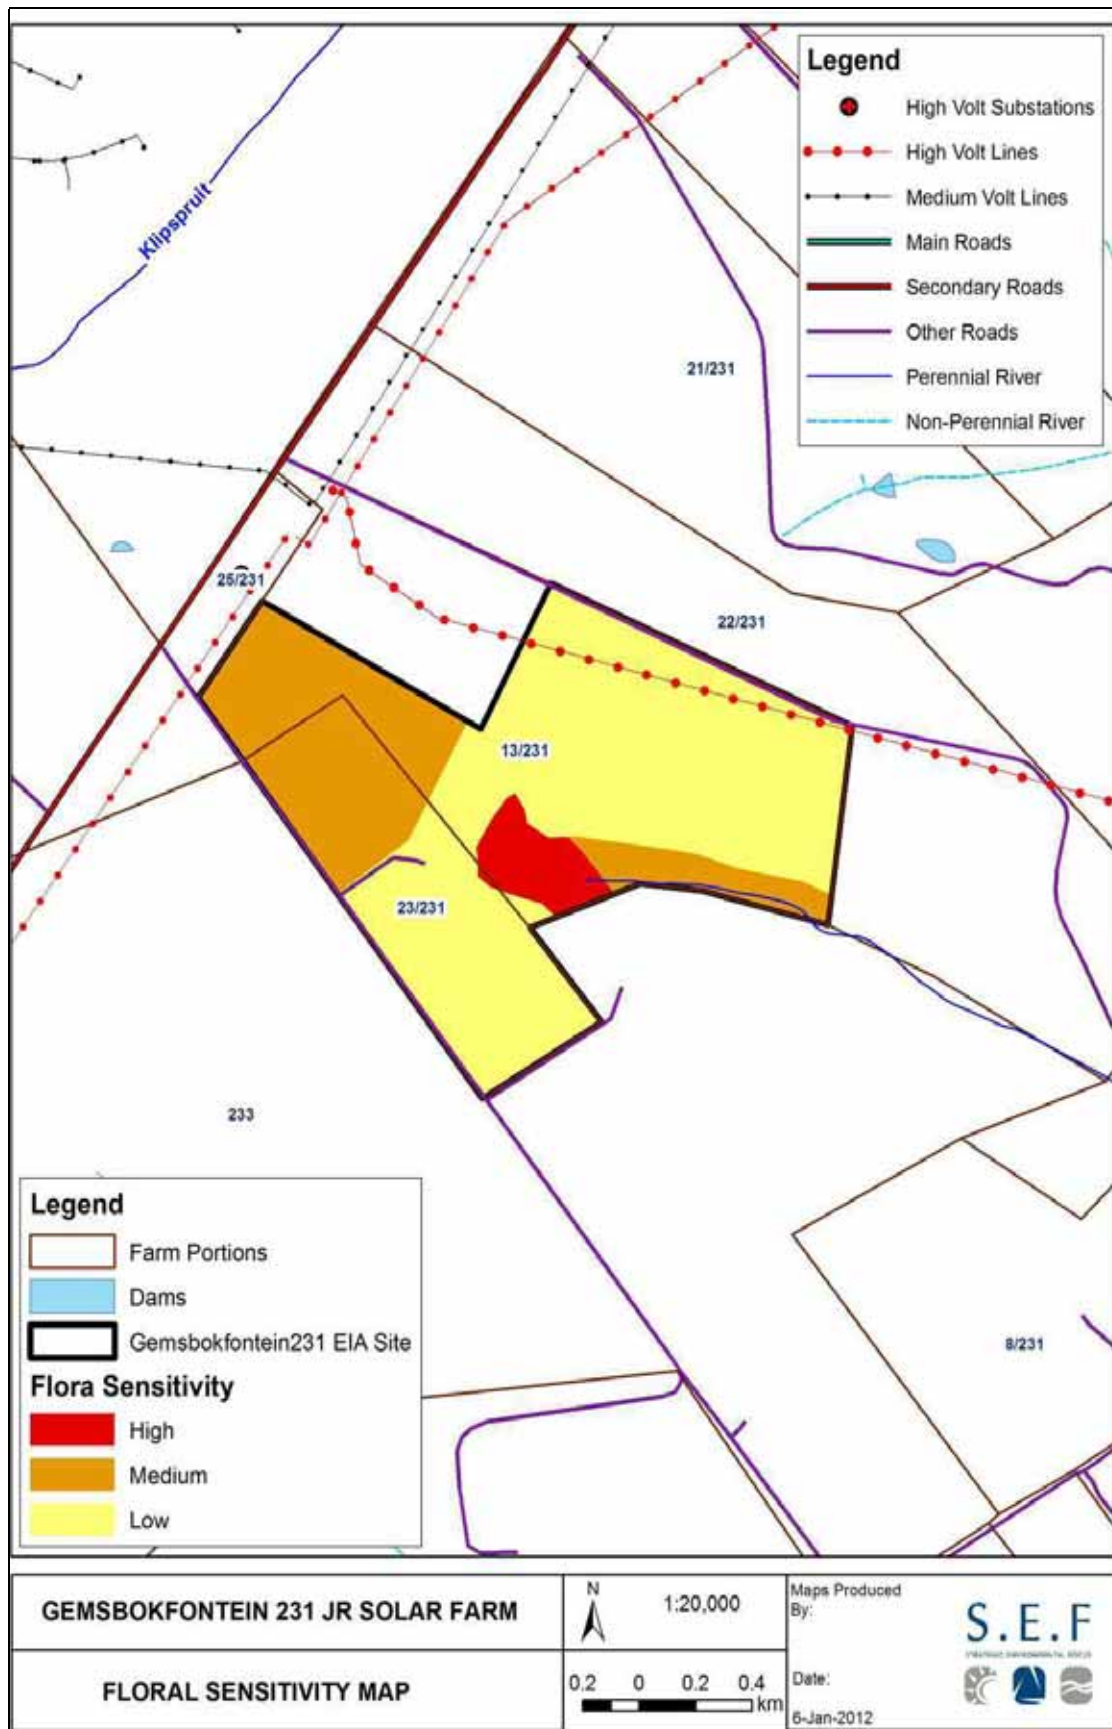 Legend
High Volt Substations
High Volt Lines
Medium Volt Lines
Main Roads
Secondary Roads
Other Roads
Perennial River
Non-Perennial River
Klipspruit
21/231
25/231
22/231
13/231
23/231
233
8/231
Legend
Farm Portions
Dams
Gemsbokfontein231 EIA Site
Flora Sensitivity
High
Medium
Low
GEMSBOKFONTEIN 231 JR SOLAR FARM
FLORAL SENSITIVITY MAP
N
1:20,000
0.2 0 0.2 0.4
km
Maps Produced
By:
S.E.F
STRATEGIC ENVIRONMENTAL FOCUS
Date:
6-Jan-2012